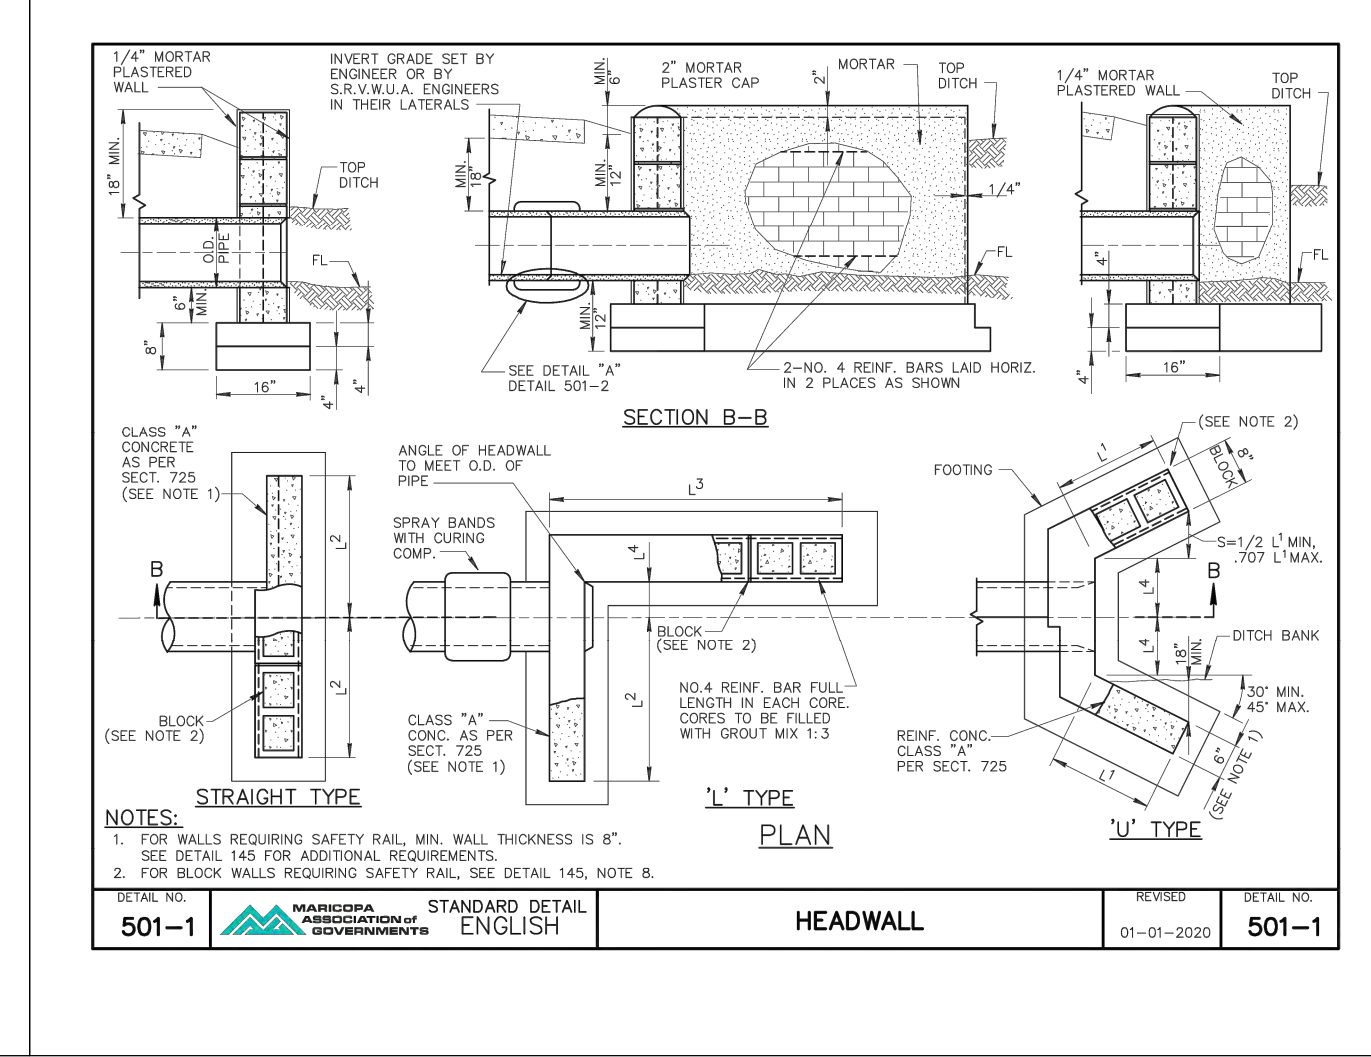 1/4" MORTAR
PLASTERED
WALL
18" MIN.
TOP
DITCH
O.D.
PIPE
FL
6"
MIN.
8"
16"
4"
4"
INVERT GRADE SET BY
ENGINEER OR BY
S.R.V.W.U.A. ENGINEERS
IN THEIR LATERALS
MIN.
6"
2" MORTAR
PLASTER CAP
2"
MORTAR
TOP
DITCH
MIN.
18"
MIN.
12"
1/4"
FL
MIN.
12"
SEE DETAIL "A"
DETAIL 501-2
2-NO. 4 REINF. BARS LAID HORIZ.
IN 2 PLACES AS SHOWN
SECTION B-B
1/4" MORTAR
PLASTERED WALL
TOP
DITCH
4"
FL
4"
16"
CLASS "A"
CONCRETE
AS PER
SECT. 725
(SEE NOTE 1)
L2
B
L2
BLOCK
(SEE NOTE 2)
STRAIGHT TYPE
ANGLE OF HEADWALL
TO MEET O.D. OF
PIPE
L3
SPRAY BANDS
WITH CURING
COMP.
L4
BLOCK
(SEE NOTE 2)
L2
NO.4 REINF. BAR FULL
LENGTH IN EACH CORE.
CORES TO BE FILLED
WITH GROUT MIX 1:3
CLASS "A"
CONC. AS PER
SECT. 725
(SEE NOTE 1)
'L' TYPE
PLAN
FOOTING
L1
(SEE NOTE 2)
8"
BLOCK
S=1/2 L1 MIN,
.707 L1 MAX.
L4
B
L4
18"
MIN.
DITCH BANK
30° MIN.
45° MAX.
REINF. CONC.
CLASS "A"
PER SECT. 725
L1
6"
(SEE NOTE 1)
'U' TYPE
NOTES:
1. FOR WALLS REQUIRING SAFETY RAIL, MIN. WALL THICKNESS IS 8".
SEE DETAIL 145 FOR ADDITIONAL REQUIREMENTS.
2. FOR BLOCK WALLS REQUIRING SAFETY RAIL, SEE DETAIL 145, NOTE 8.
DETAIL NO.
501-1
MARICOPA
ASSOCIATION of
GOVERNMENTS
STANDARD DETAIL
ENGLISH
HEADWALL
REVISED
01-01-2020
DETAIL NO.
501-1